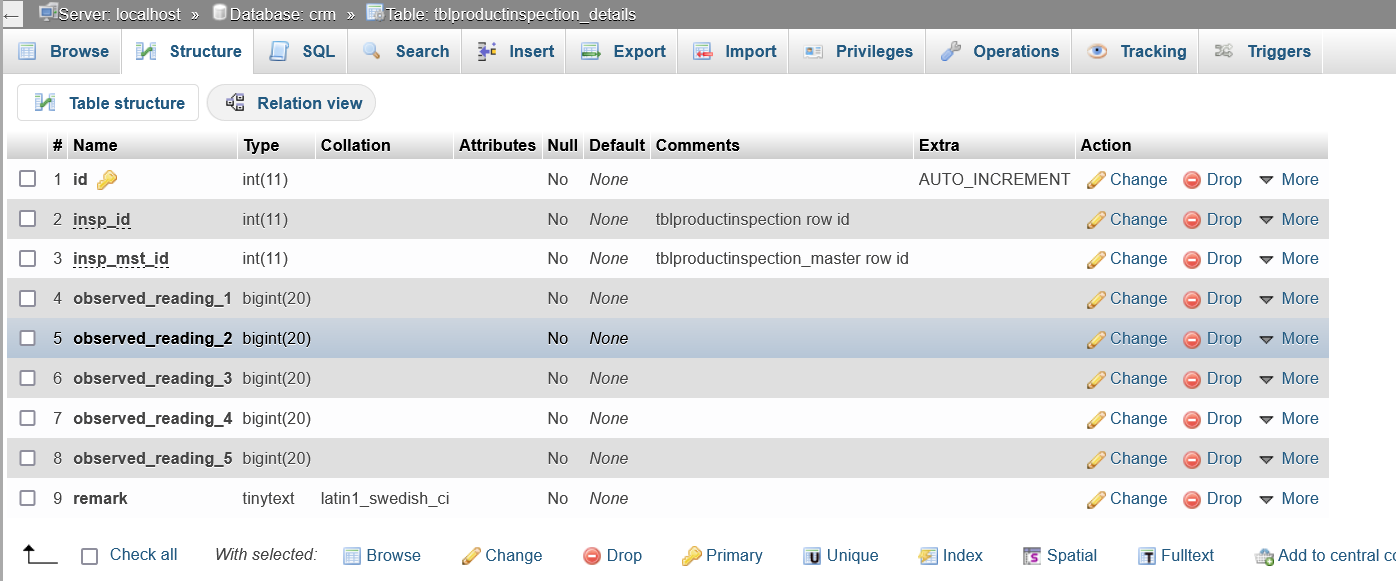 ← Server: localhost » Database: crm » Table: tblproductinspection_details
Browse Structure SQL Search Insert Export Import Privileges Operations Tracking Triggers
Table structure Relation view
# Name Type Collation Attributes Null Default Comments Extra Action
1 id int(11) No None AUTO_INCREMENT Change Drop More
2 insp_id int(11) No None tblproductinspection row id Change Drop More
3 insp_mst_id int(11) No None tblproductinspection_master row id Change Drop More
4 observed_reading_1 bigint(20) No None Change Drop More
5 observed_reading_2 bigint(20) No None Change Drop More
6 observed_reading_3 bigint(20) No None Change Drop More
7 observed_reading_4 bigint(20) No None Change Drop More
8 observed_reading_5 bigint(20) No None Change Drop More
9 remark tinytext latin1_swedish_ci No None Change Drop More
Check all With selected: Browse Change Drop Primary Unique Index Spatial Fulltext Add to central co